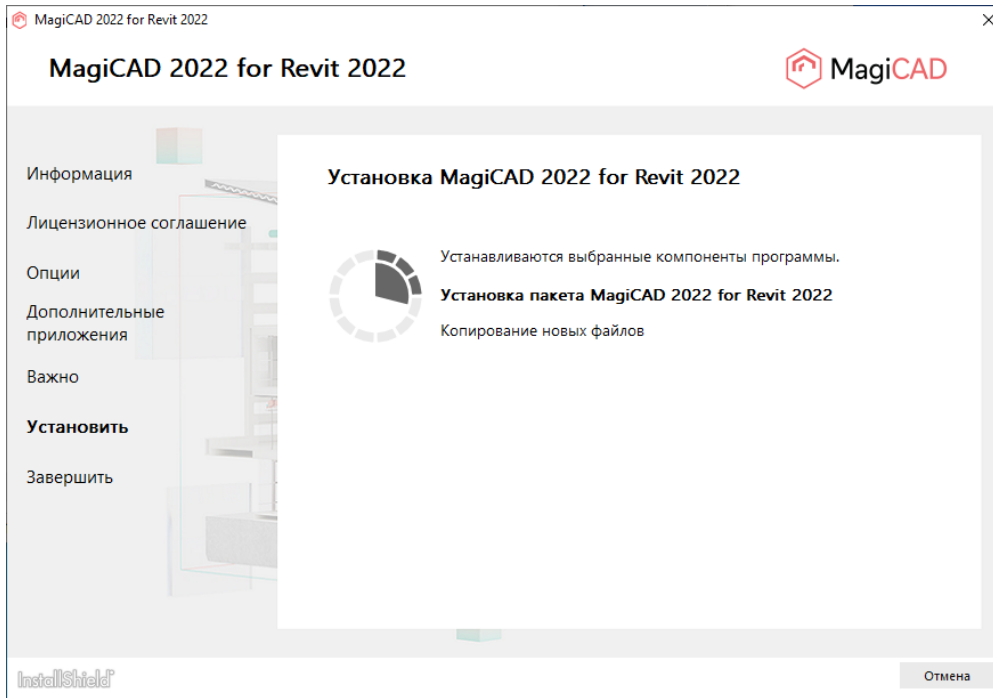 MagiCAD 2022 for Revit 2022
MagiCAD 2022 for Revit 2022
MagiCAD
Информация
Лицензионное соглашение
Опции
Дополнительные
приложения
Важно
Установить
Завершить
Установка MagiCAD 2022 for Revit 2022
Устанавливаются выбранные компоненты программы.
Установка пакета MagiCAD 2022 for Revit 2022
Копирование новых файлов
InstallShield
Отмена